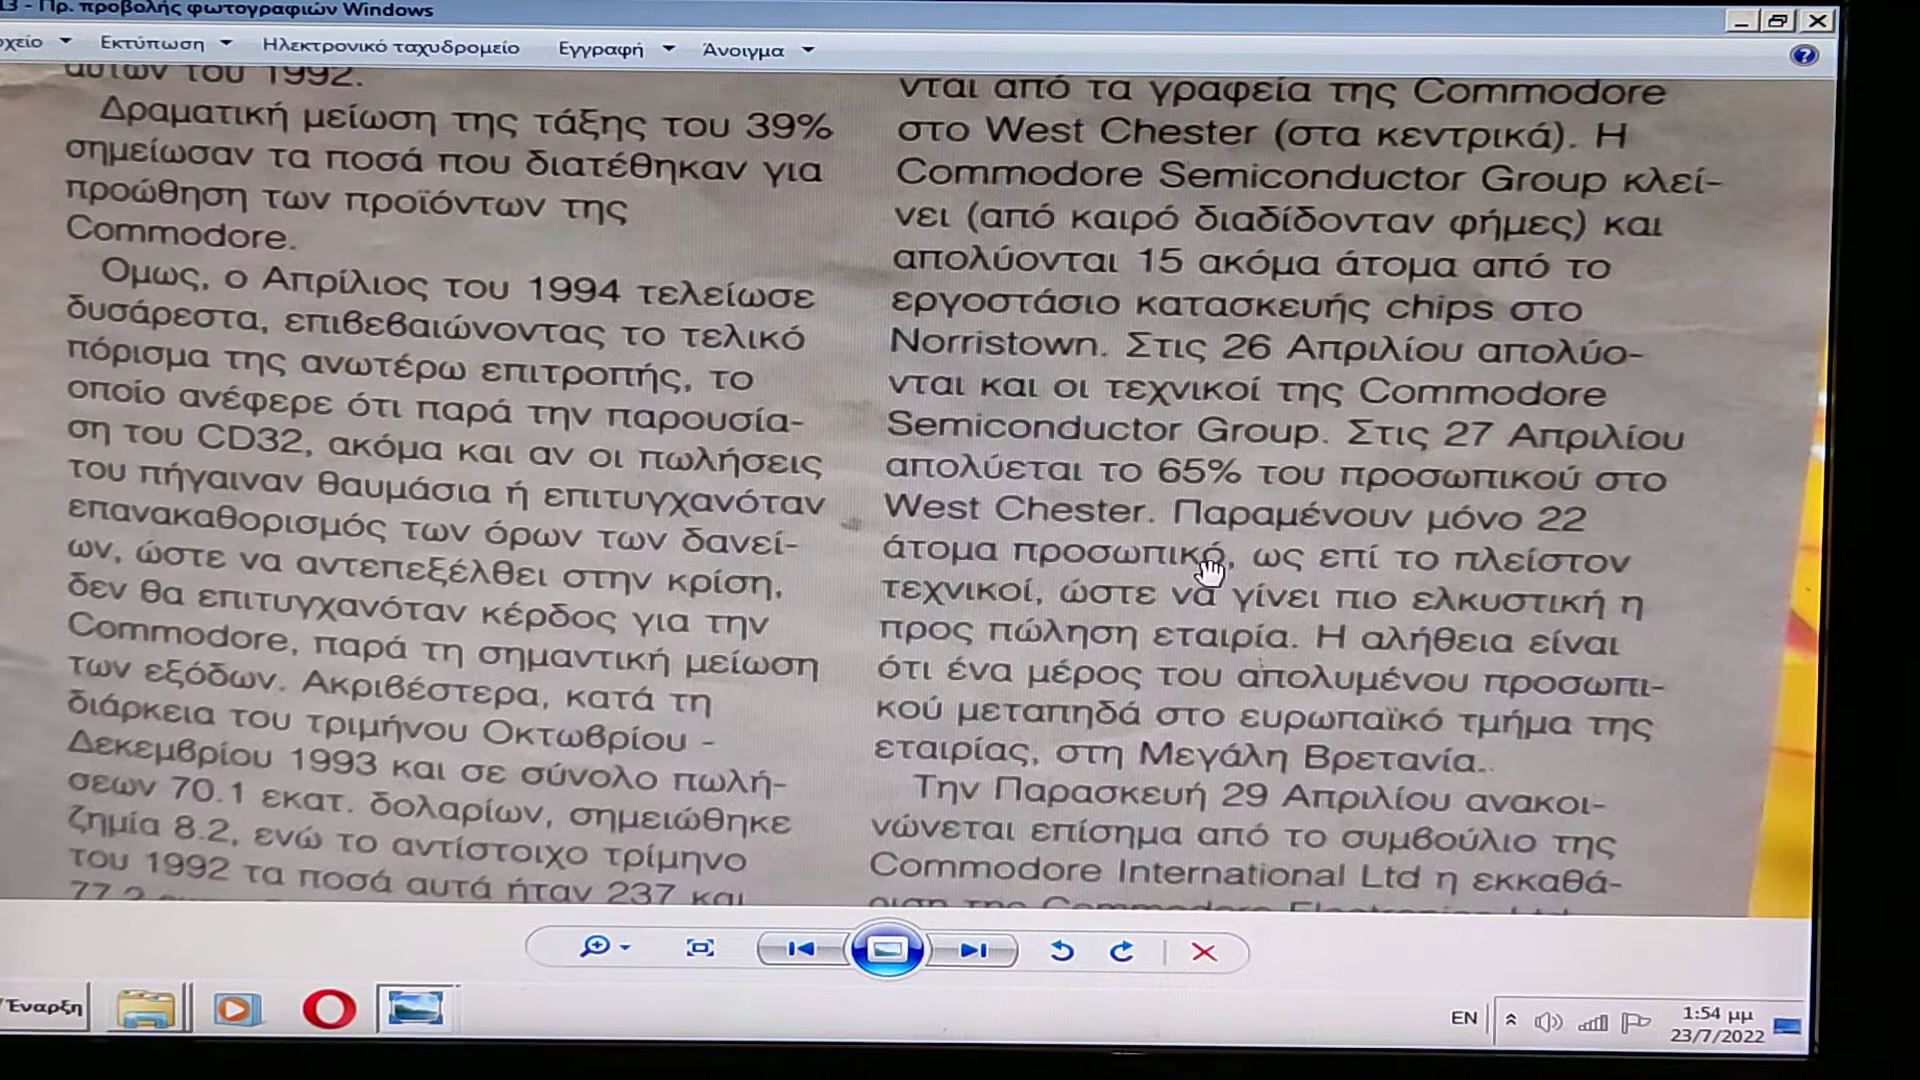 13 - Πρ. προβολής φωτογραφιών Windows
Εκτύπωση Ηλεκτρονικό ταχυδρομείο Εγγραφή Άνοιγμα
αυτών του 1992.
Δραματική μείωση της τάξης του 39%
σημείωσαν τα ποσά που διατέθηκαν για
προώθηση των προϊόντων της
Commodore.
Ομως, ο Απρίλιος του 1994 τελείωσε
δυσάρεστα, επιβεβαιώνοντας το τελικό
πόρισμα της ανωτέρω επιτροπής, το
οποίο ανέφερε ότι παρά την παρουσία-
ση του CD32, ακόμα και αν οι πωλήσεις
του πήγαιναν θαυμάσια ή επιτυγχανόταν
επανακαθορισμός των όρων των δανεί-
ων, ώστε να αντεπεξέλθει στην κρίση,
δεν θα επιτυγχανόταν κέρδος για την
Commodore, παρά τη σημαντική μείωση
των εξόδων. Ακριβέστερα, κατά τη
διάρκεια του τριμήνου Οκτωβρίου -
Δεκεμβρίου 1993 και σε σύνολο πωλή-
σεων 70.1 εκατ. δολαρίων, σημειώθηκε
ζημία 8.2, ενώ το αντίστοιχο τρίμηνο
του 1992 τα ποσά αυτά ήταν 237 και
77.2
νται από τα γραφεία της Commodore
στο West Chester (στα κεντρικά). Η
Commodore Semiconductor Group κλεί-
νει (από καιρό διαδίδονταν φήμες) και
απολύονται 15 ακόμα άτομα από το
εργοστάσιο κατασκευής chips στο
Norristown. Στις 26 Απριλίου απολύο-
νται και οι τεχνικοί της Commodore
Semiconductor Group. Στις 27 Απριλίου
απολύεται το 65% του προσωπικού στο
West Chester. Παραμένουν μόνο 22
άτομα προσωπικό, ως επί το πλείστον
τεχνικοί, ώστε να γίνει πιο ελκυστική η
προς πώληση εταιρία. Η αλήθεια είναι
ότι ένα μέρος του απολυμένου προσωπι-
κού μεταπηδά στο ευρωπαϊκό τμήμα της
εταιρίας, στη Μεγάλη Βρετανία.
Την Παρασκευή 29 Απριλίου ανακοι-
νώνεται επίσημα από το συμβούλιο της
Commodore International Ltd η εκκαθά-
ριση της Commodore Electronics Ltd
Έναρξη
EN
1:54 μμ
23/7/2022